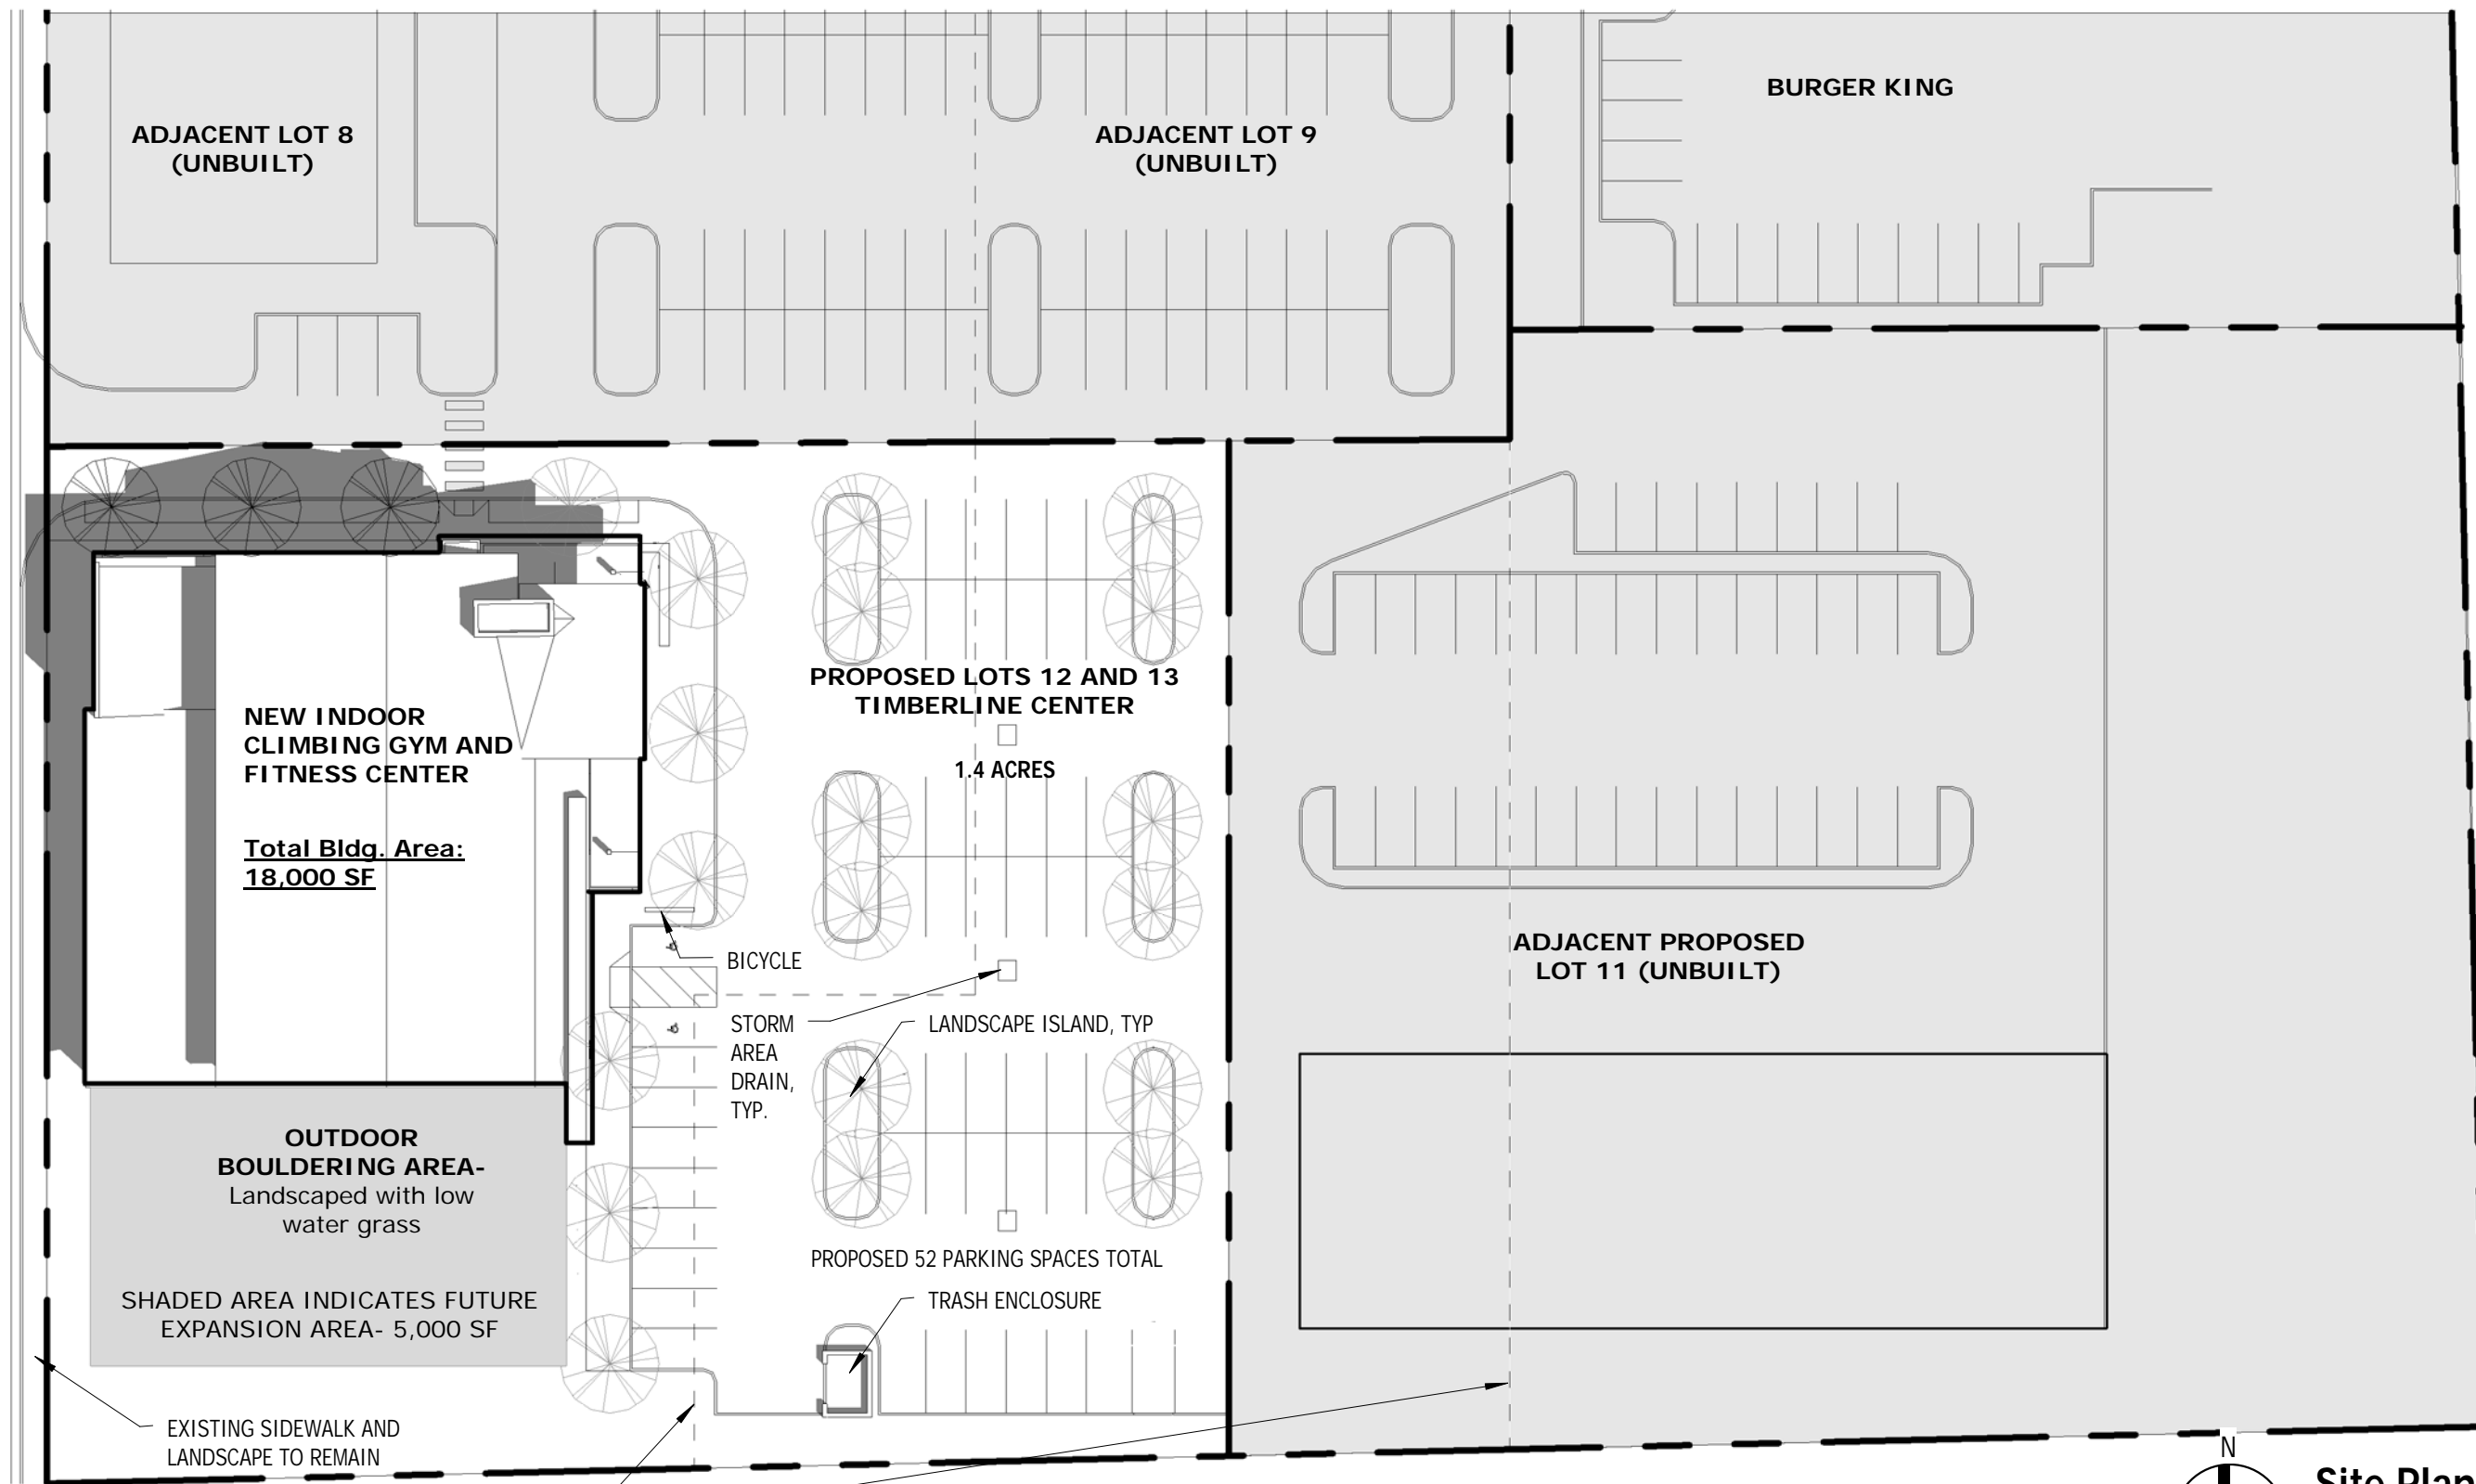 ADJACENT LOT 8
(UNBUILT)
ADJACENT LOT 9
(UNBUILT)
BURGER KING
PROPOSED LOTS 12 AND 13
TIMBERLINE CENTER
1.4 ACRES
NEW INDOOR
CLIMBING GYM AND
FITNESS CENTER
Total Bldg. Area:
18,000 SF
BICYCLE
STORM
AREA
DRAIN,
TYP.
LANDSCAPE ISLAND, TYP
ADJACENT PROPOSED
LOT 11 (UNBUILT)
OUTDOOR
BOULDERING AREA-
Landscaped with low
water grass
SHADED AREA INDICATES FUTURE
EXPANSION AREA- 5,000 SF
PROPOSED 52 PARKING SPACES TOTAL
TRASH ENCLOSURE
EXISTING SIDEWALK AND
LANDSCAPE TO REMAIN
N
Site Plan